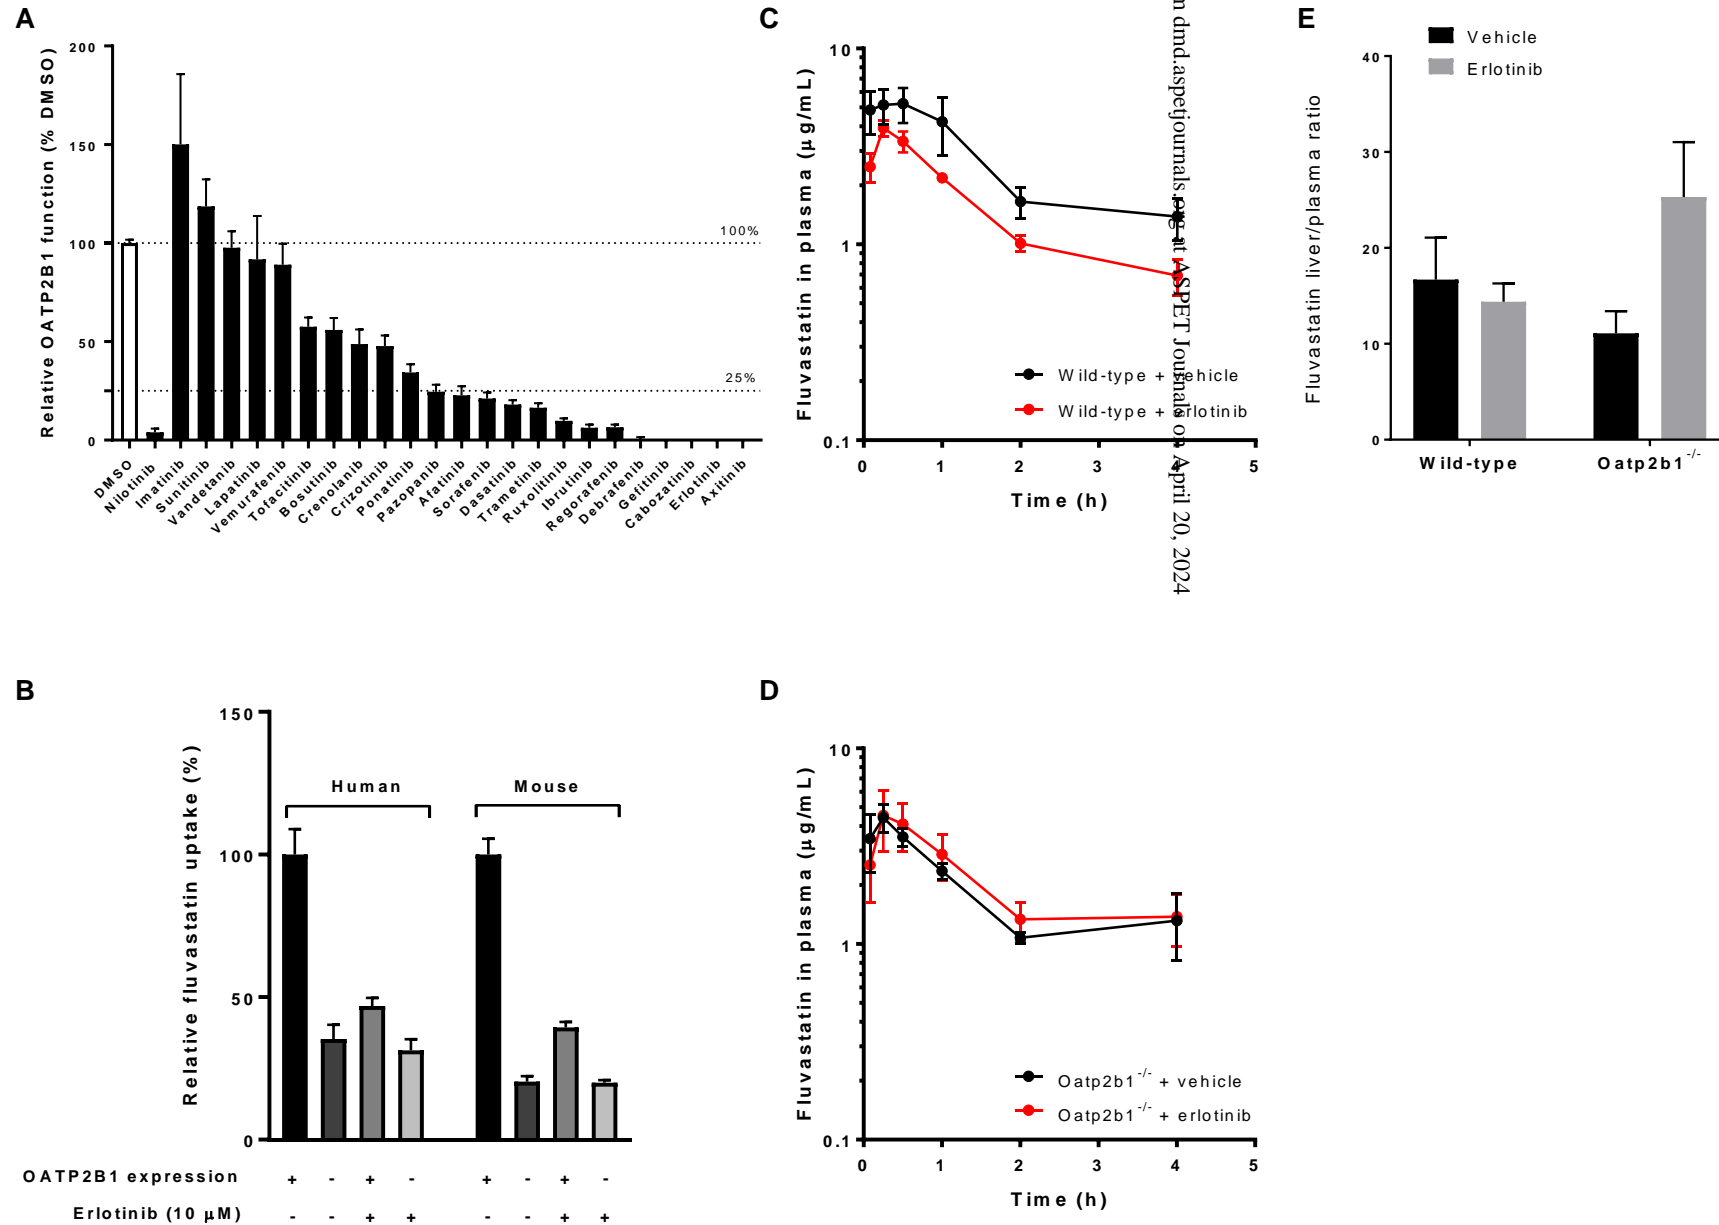 A
Relative OATP2B1 function (% DMSO)
200
150
100
50
0
100%
25%
DMSO
Nilotinib
Imatinib
Sunitinib
Vandetanib
Lapatinib
Vemurafenib
Tofacitinib
Bosutinib
Crenolanib
Crizotinib
Ponatinib
Pazopanib
Afatinib
Sorafenib
Dasatinib
Trametinib
Ruxolitinib
Ibrutinib
Regorafenib
Debrafenib
Gefitinib
Cabozatinib
Erlotinib
Axitinib
C
Fluvastatin in plasma (µg/mL)
10
1
0.1
Wild-type + vehicle
Wild-type + erlotinib
0 1 2 3 4 5
Time (h)
m dmd.aspetjournals.org at ASPET Journals on April 20, 2024
E
Vehicle
Erlotinib
Fluvastatin liver/plasma ratio
40
30
20
10
0
Wild-type Oatp2b1-/-
B
Relative fluvastatin uptake (%)
150
100
50
0
Human Mouse
OATP2B1 expression + - + - + - + -
Erlotinib (10 µM) - - + + - - + +
D
Fluvastatin in plasma (µg/mL)
10
1
0.1
Oatp2b1-/- + vehicle
Oatp2b1-/- + erlotinib
0 1 2 3 4 5
Time (h)